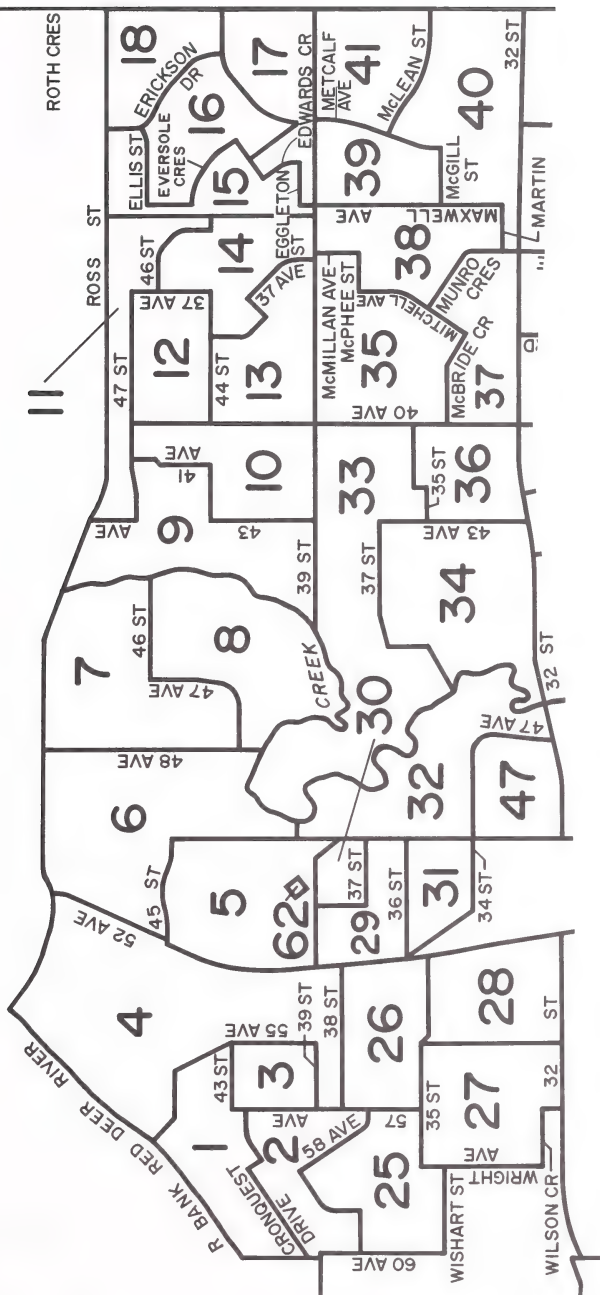 ROTH CRES
18
ERICKSON
DR
17
EDWARDS CR
METCALF
AVE
41
McLEAN ST
32 ST
40
ELLIS ST
EVERSOLE
CRES
16
15
EGGLETON
ST
39
McGILL
ST
MARTIN
ROSS ST
46 ST
14
37 AVE
AVE
MAXWELL
38
MUNRO
CRES
11
47 ST
37 AVE
12
44 ST
13
McMILLAN AVE
McPHEE ST
35
MITCHELL AVE
McBRIDE CR
37
40 AVE
41
AVE
10
33
35 ST
36
AVE
9
43
39 ST
37 ST
43 AVE
34
46 ST
7
8
47 AVE
CREEK
30
32 ST
47 AVE
48 AVE
6
32
47
45 ST
5
62
37 ST
29
36 ST
31
34 ST
52 AVE
4
55 AVE
39 ST
38 ST
26
28
ST
RED DEER RIVER
43 ST
3
AVE
57
35 ST
27
32
R BANK
1
2
58 AVE
CRONQUEST
DRIVE
25
WRIGHT
AVE
60 AVE
WISHART ST
WILSON CR